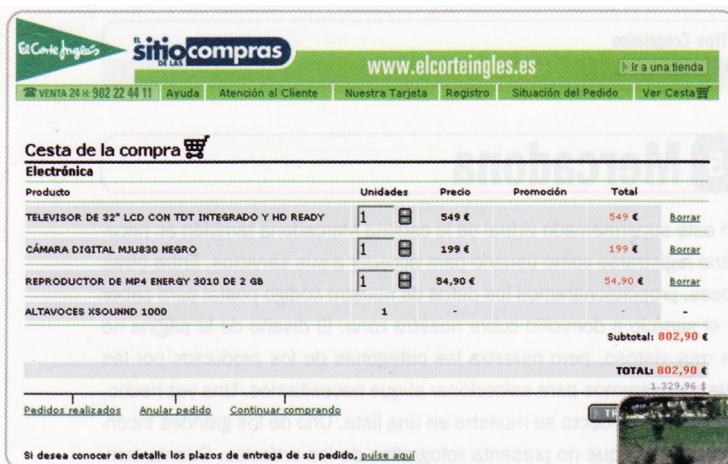 El Corte Inglés
EL sitio DE LAS compras
www.elcorteingles.es
Ir a una tienda
VENTA 24 H: 902 22 44 11 Ayuda Atención al Cliente Nuestra Tarjeta Registro Situación del Pedido Ver Cesta
Cesta de la compra
Electrónica
Producto Unidades Precio Promoción Total
TELEVISOR DE 32" LCD CON TDT INTEGRADO Y HD READY 1 549 € 549 € Borrar
CÁMARA DIGITAL MJU830 NEGRO 1 199 € 199 € Borrar
REPRODUCTOR DE MP4 ENERGY 3010 DE 2 GB 1 54,90 € 54,90 € Borrar
ALTAVOCES XSOUNND 1000 1 - - -
Subtotal: 802,90 €
TOTAL: 802,90 €
1.329,96 $
Pedidos realizados Anular pedido Continuar comprando
Si desea conocer en detalle los plazos de entrega de su pedido, pulse aquí